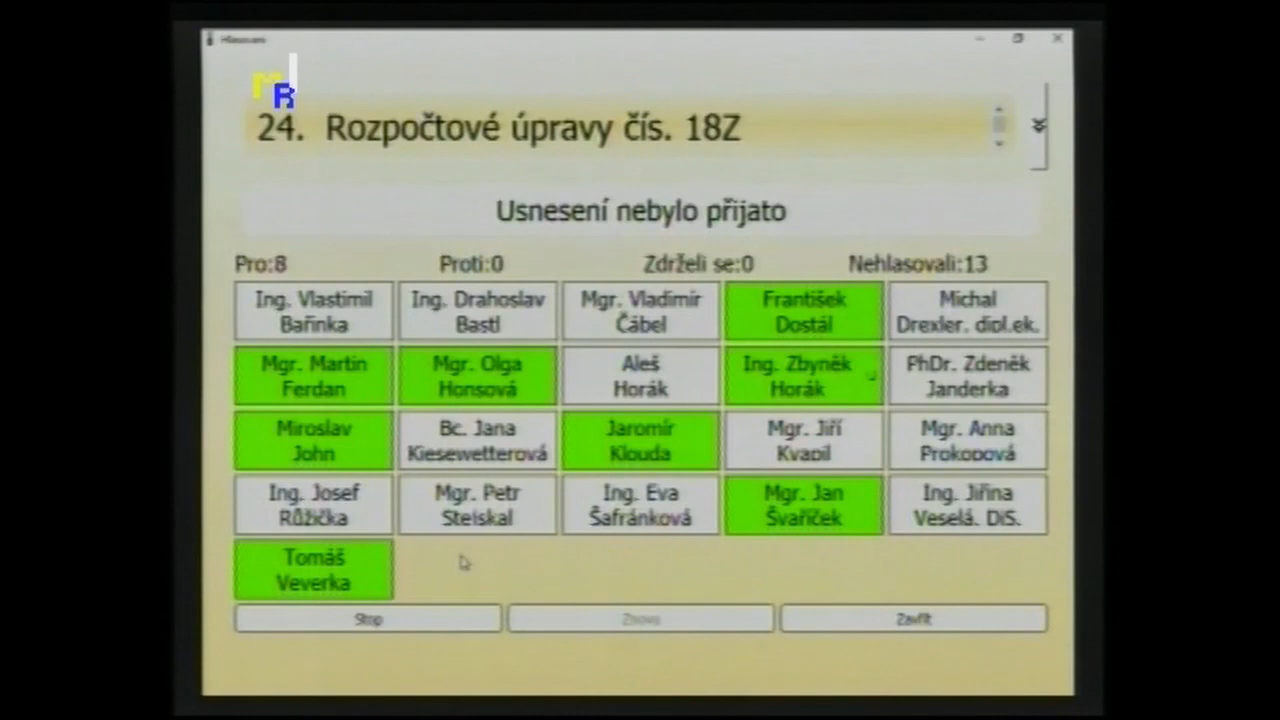 Hlasování
MR
24. Rozpočtové úpravy čís. 18Z
Usnesení nebylo přijato
Pro:8 Proti:0 Zdrželi se:0 Nehlasovali:13
Ing. Vlastimil Bařinka
Ing. Drahoslav Bastl
Mgr. Vladimír Čábel
František Dostál
Michal Drexler, dipl.ek.
Mgr. Martin Ferdan
Mgr. Olga Honsová
Aleš Horák
Ing. Zbyněk Horák
PhDr. Zdeněk Janderka
Miroslav John
Bc. Jana Kiesewetterová
Jaromír Klouda
Mgr. Jiří Kvapil
Mgr. Anna Prokopová
Ing. Josef Růžička
Mgr. Petr Stejskal
Ing. Eva Šafránková
Mgr. Jan Švaříček
Ing. Jiřina Veselá, DiS.
Tomáš Veverka
Stop Znovu Zavřít